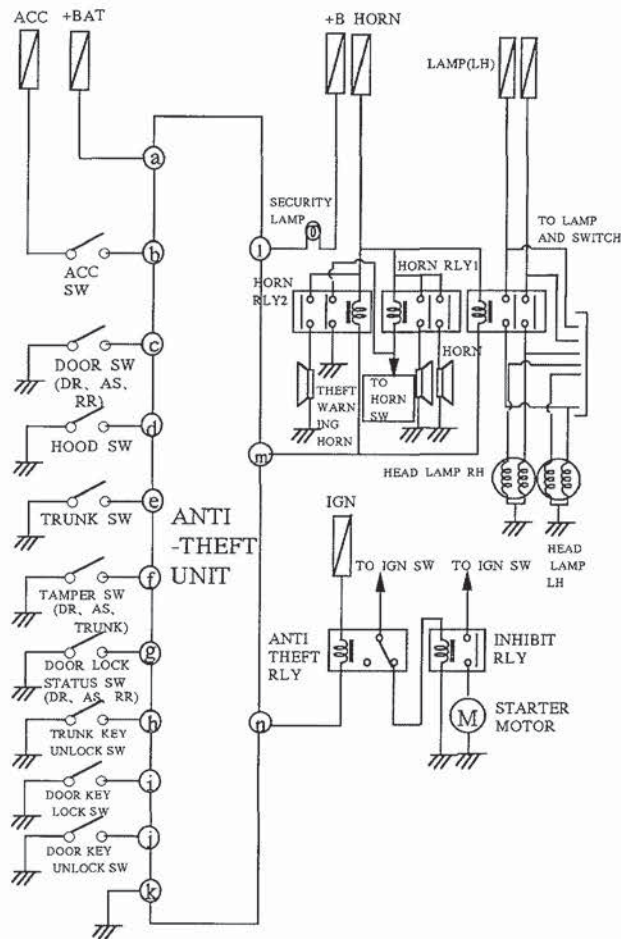 ACC
+BAT
+B HORN
LAMP(LH)
a
SECURITY
LAMP
TO LAMP
AND SWITCH
b
l
ACC
SW
HORN
RLY2
HORN RLY1
c
DOOR SW
(DR、AS、
RR)
THEFT
WARN
ING
HORN
TO
HORN
SW
HORN
d
HOOD SW
m
HEAD LAMP RH
e
TRUNK SW
ANTI
-THEFT
UNIT
IGN
HEAD
LAMP
LH
TO IGN SW
TO IGN SW
f
TAMPER SW
(DR、AS、
TRUNK)
ANTI
THEFT
RLY
INHIBIT
RLY
g
DOOR LOCK
STATUS SW
(DR、AS、RR)
M
STARTER
MOTOR
h
n
TRUNK KEY
UNLOCK SW
i
DOOR KEY
LOCK SW
j
DOOR KEY
UNLOCK SW
k